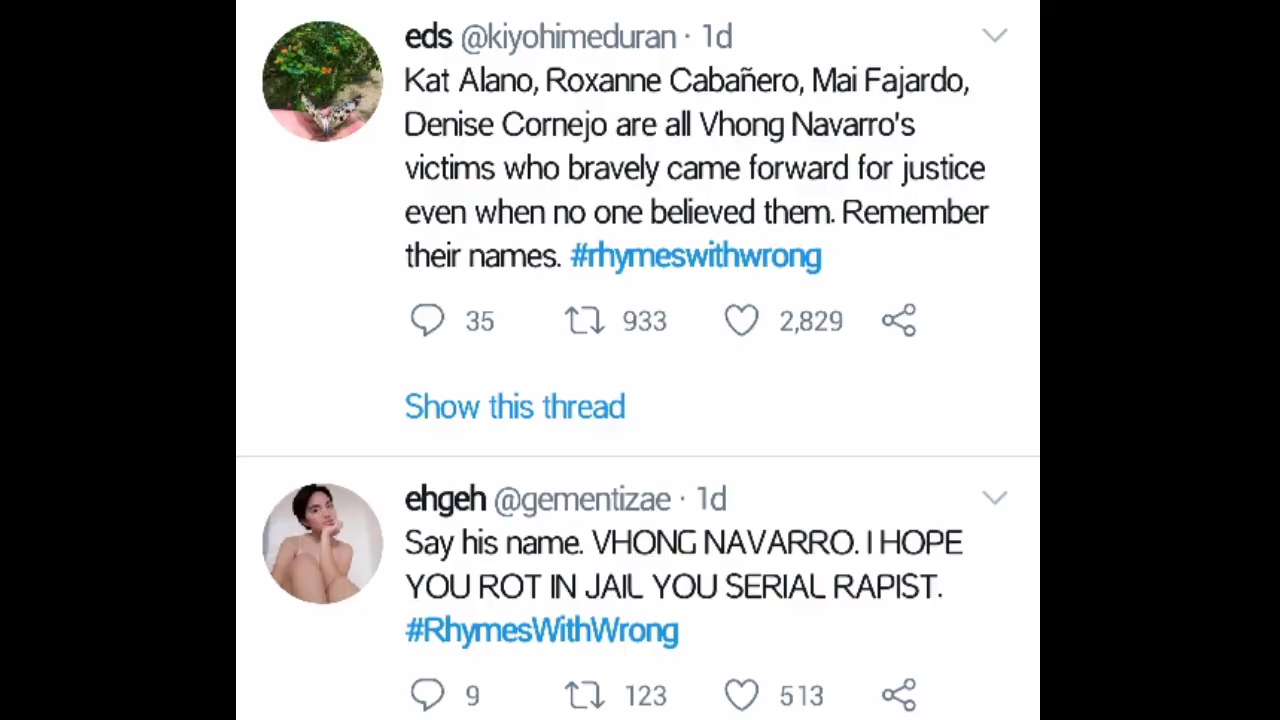 eds @kiyohimeduran · 1d
Kat Alano, Roxanne Cabañero, Mai Fajardo,
Denise Cornejo are all Vhong Navarro's
victims who bravely came forward for justice
even when no one believed them. Remember
their names. #rhymeswithwrong
35 933 2,829
Show this thread
ehgeh @gementizae · 1d
Say his name. VHONG NAVARRO. I HOPE
YOU ROT IN JAIL YOU SERIAL RAPIST.
#RhymesWithWrong
9 123 513